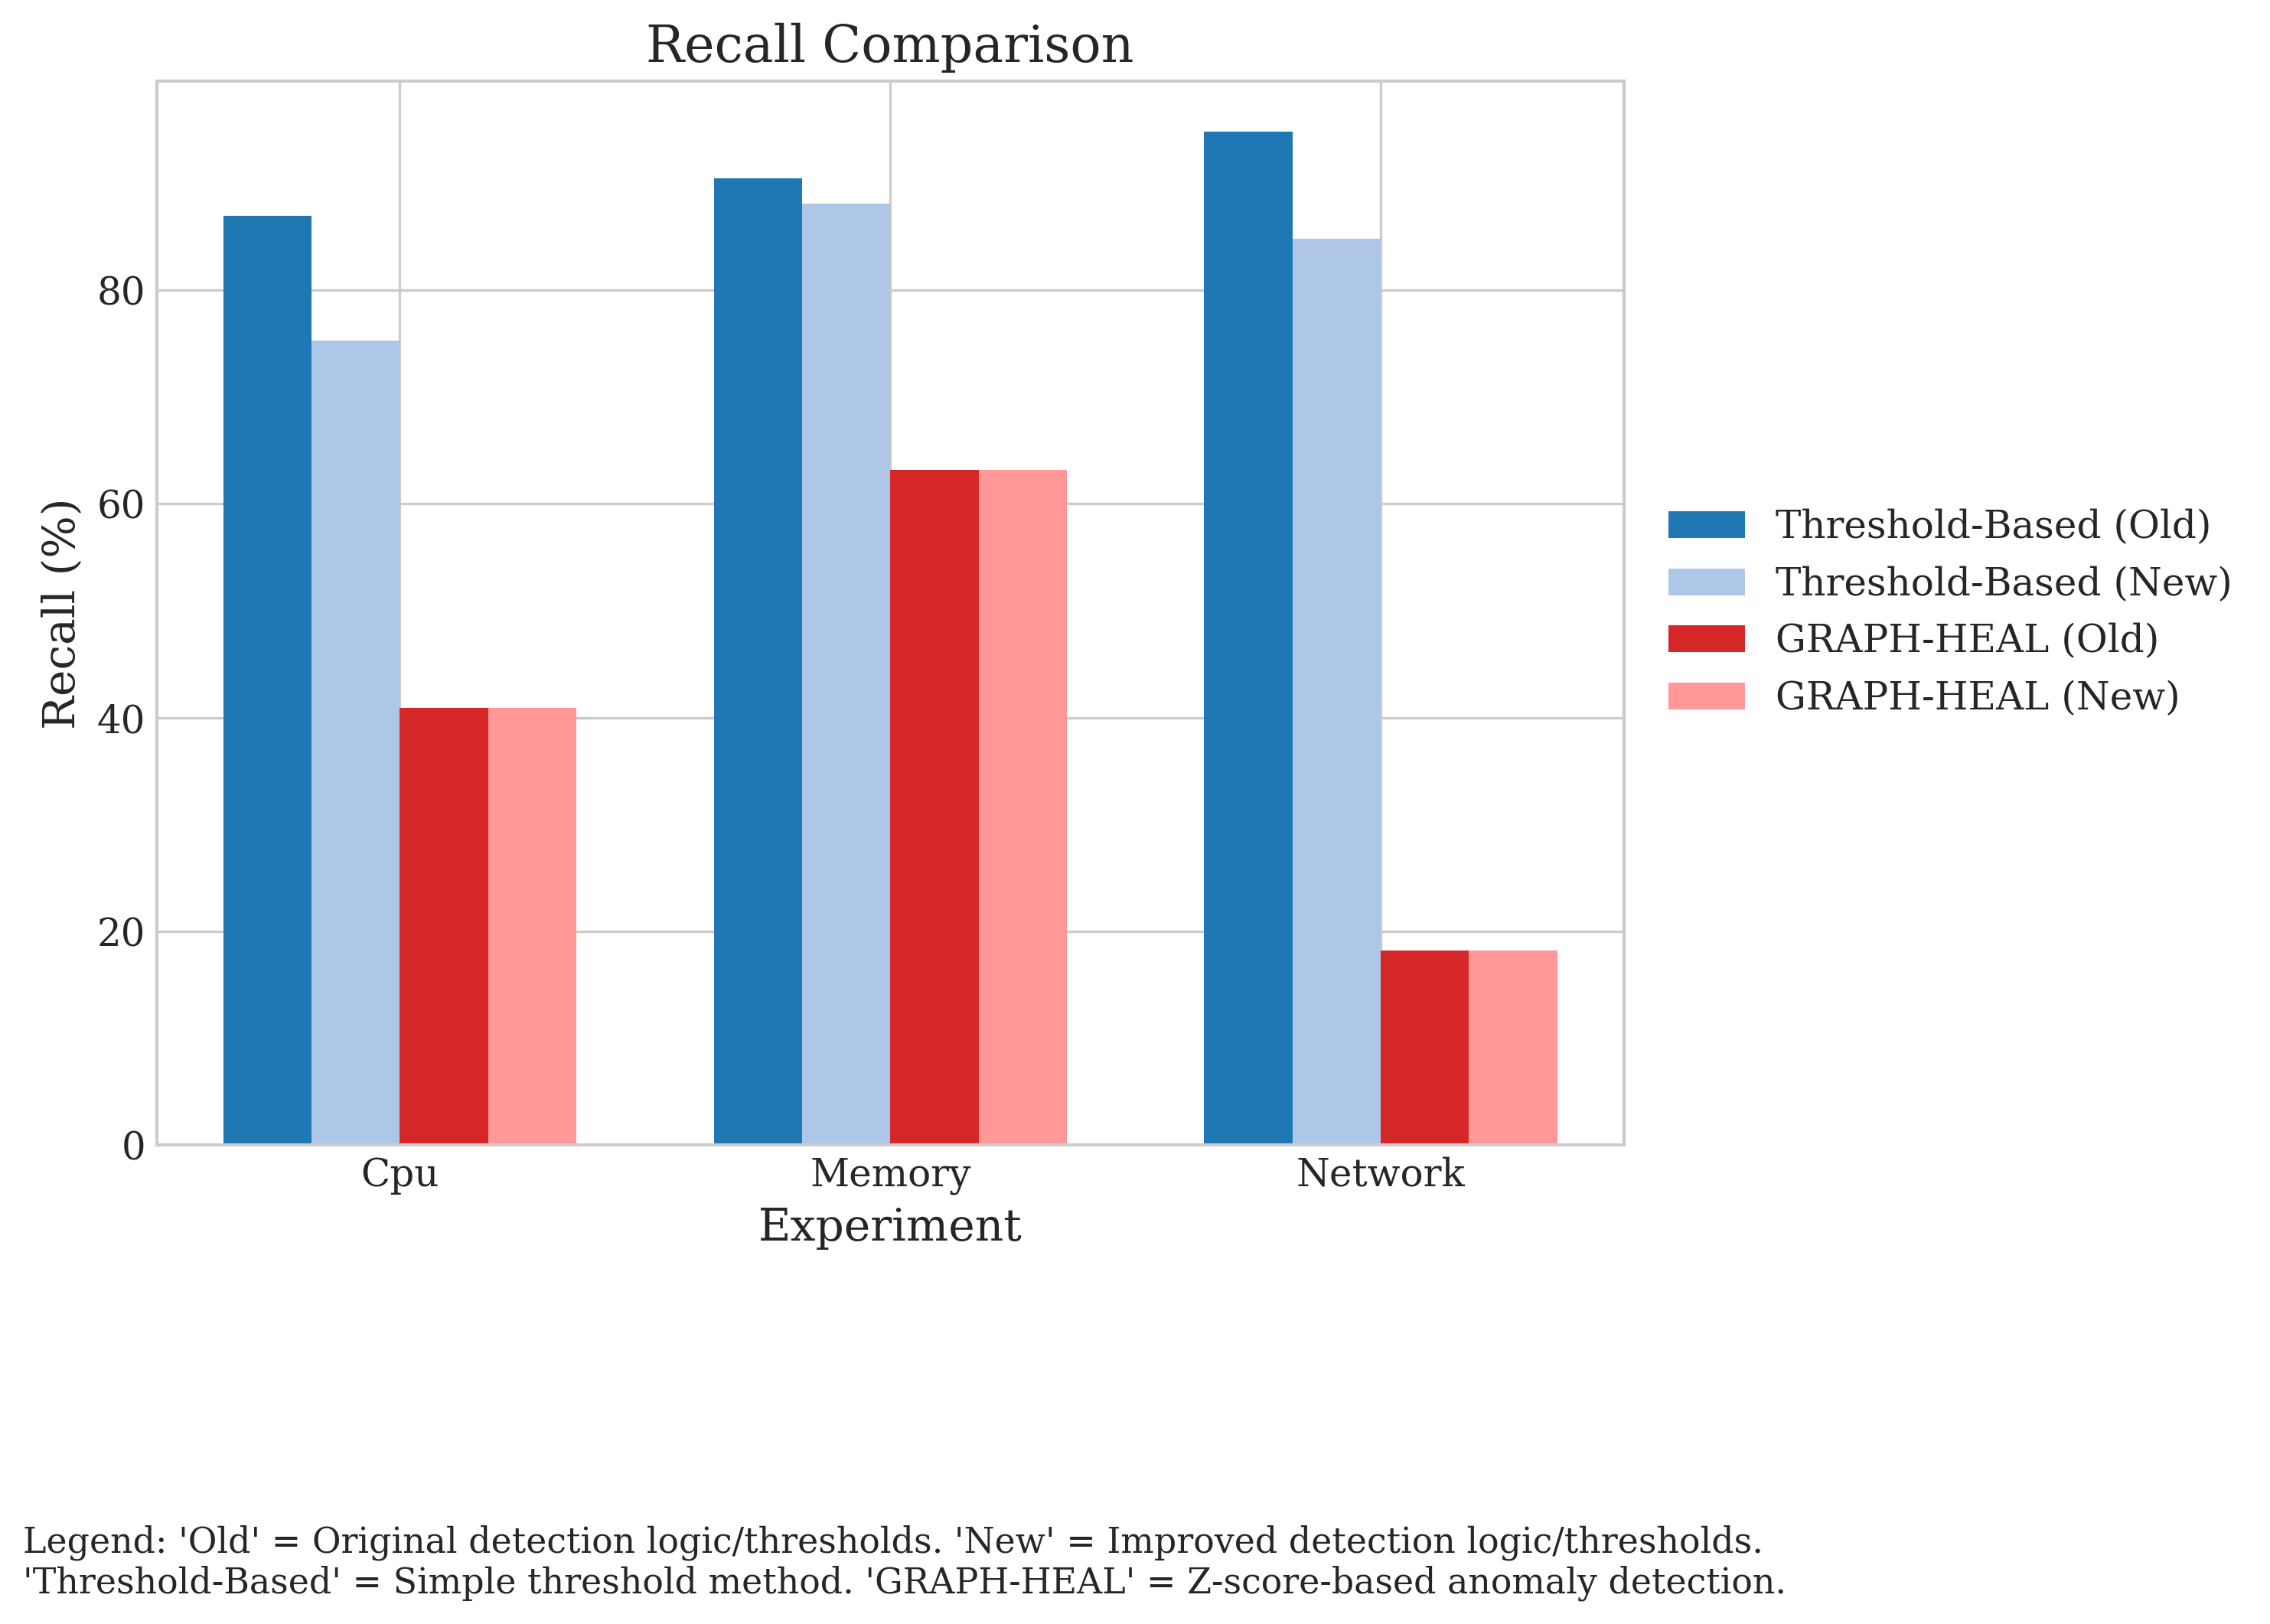 Recall Comparison
Recall (%)
80
60
40
20
0
Cpu
Memory
Network
Experiment
Threshold-Based (Old)
Threshold-Based (New)
GRAPH-HEAL (Old)
GRAPH-HEAL (New)
Legend: 'Old' = Original detection logic/thresholds. 'New' = Improved detection logic/thresholds.
'Threshold-Based' = Simple threshold method. 'GRAPH-HEAL' = Z-score-based anomaly detection.